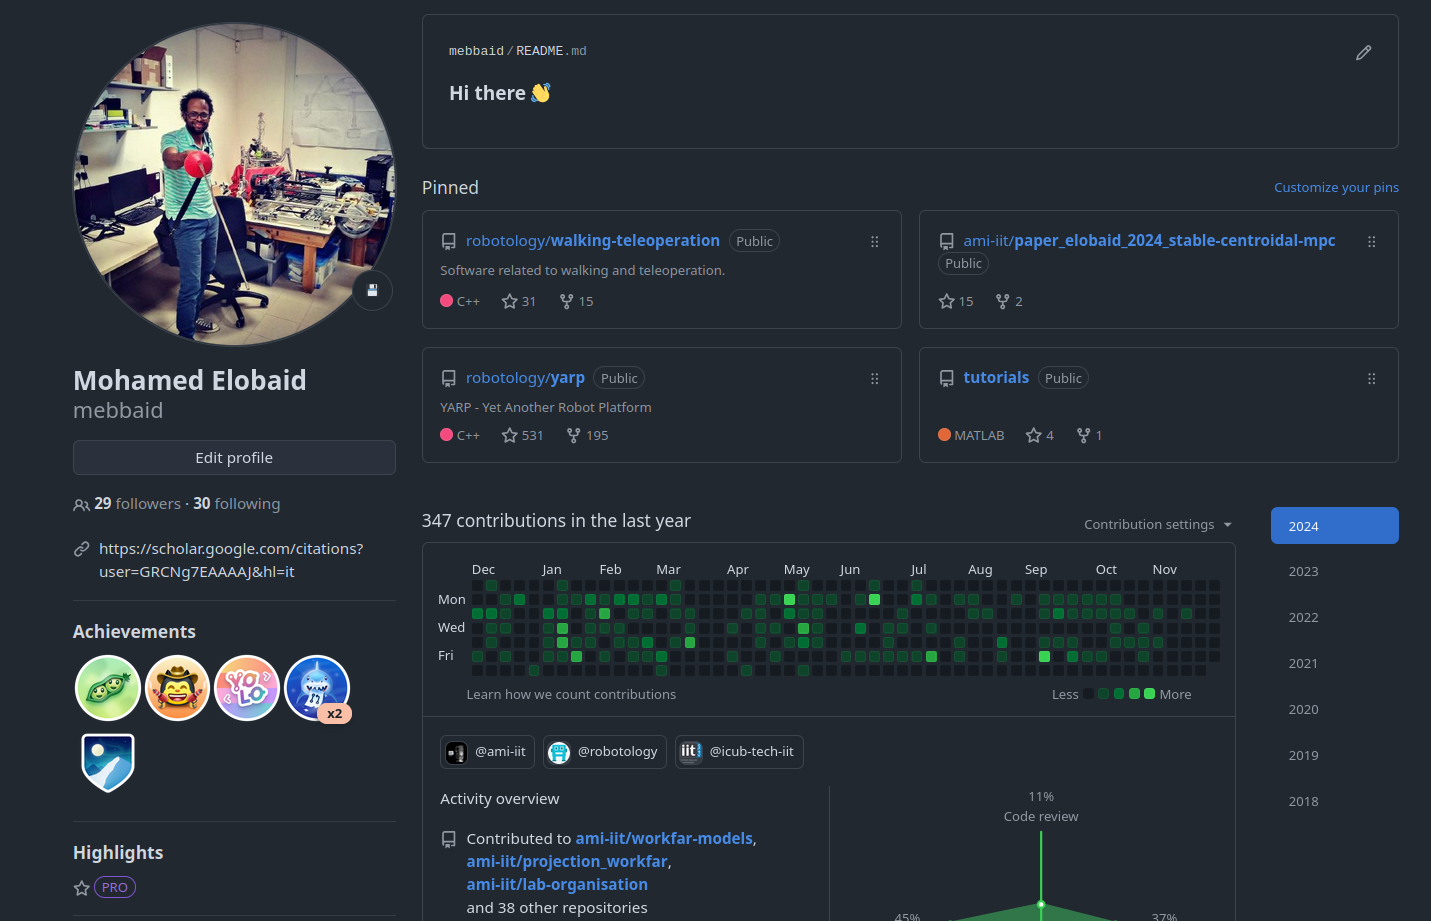 mebbaid/README.md
Hi there 👋
Mohamed Elobaid
mebbaid
Edit profile
29 followers · 30 following
https://scholar.google.com/citations?
user=GRCNg7EAAAAJ&hl=it
Achievements
YOLO
x2
Highlights
PRO
Pinned
Customize your pins
robotology/walking-teleoperation Public
Software related to walking and teleoperation.
C++ 31 15
ami-iit/paper_elobaid_2024_stable-centroidal-mpc
Public
15 2
robotology/yarp Public
YARP - Yet Another Robot Platform
C++ 531 195
tutorials Public
MATLAB 4 1
347 contributions in the last year
Contribution settings
Dec Jan Feb Mar Apr May Jun Jul Aug Sep Oct Nov
Mon
Wed
Fri
Learn how we count contributions
Less More
2024
2023
2022
2021
2020
2019
2018
@ami-iit @robotology iit @icub-tech-iit
Activity overview
Contributed to ami-iit/workfar-models,
ami-iit/projection_workfar,
ami-iit/lab-organisation
and 38 other repositories
11%
Code review
45% 37%